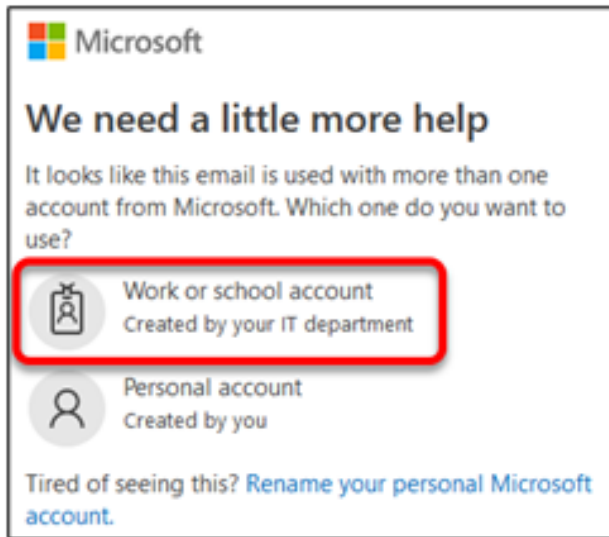 Microsoft
We need a little more help
It looks like this email is used with more than one
account from Microsoft. Which one do you want to
use?
Work or school account
Created by your IT department
Personal account
Created by you
Tired of seeing this? Rename your personal Microsoft
account.